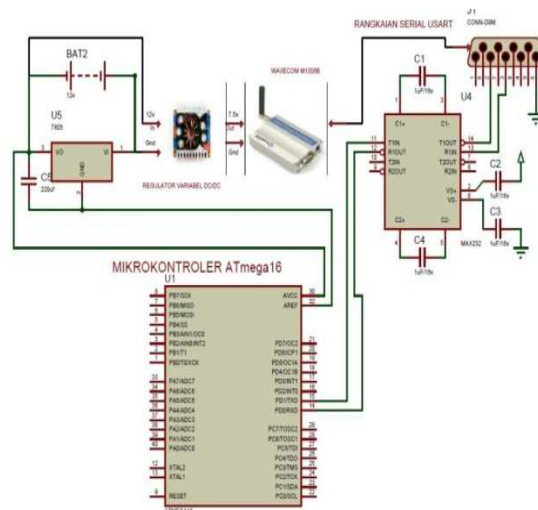 BAT2
12v
U5
7805
VO
VI
GND
C5
220uF
12v
In
Gnd
REGULATOR VARIABEL DC/DC
7.5v
Out
Gnd
WAVECOM M1306B
RANGKAIAN SERIAL USART
J1
CONN-D9M
C1
1uF/16v
U4
C1+
C1-
T1IN
R1OUT
T2IN
R2OUT
T1OUT
R1IN
T2OUT
R2IN
VS+
VS-
C2+
C2-
MAX232
C2
1uF/16v
C3
1uF/16v
C4
1uF/16v
MIKROKONTROLER ATmega16
U1
PB7/SCK
PB6/MISO
PB5/MOSI
PB4/SS
PB3/AIN1/OC0
PB2/AIN0/INT2
PB1/T1
PB0/T0/XCK
PA7/ADC7
PA6/ADC6
PA5/ADC5
PA4/ADC4
PA3/ADC3
PA2/ADC2
PA1/ADC1
PA0/ADC0
XTAL2
XTAL1
RESET
AVCC
AREF
PD7/OC2
PD6/ICP1
PD5/OC1A
PD4/OC1B
PD3/INT1
PD2/INT0
PD1/TXD
PD0/RXD
PC7/TOSC2
PC6/TOSC1
PC5/TDI
PC4/TDO
PC3/TMS
PC2/TCK
PC1/SDA
PC0/SCL